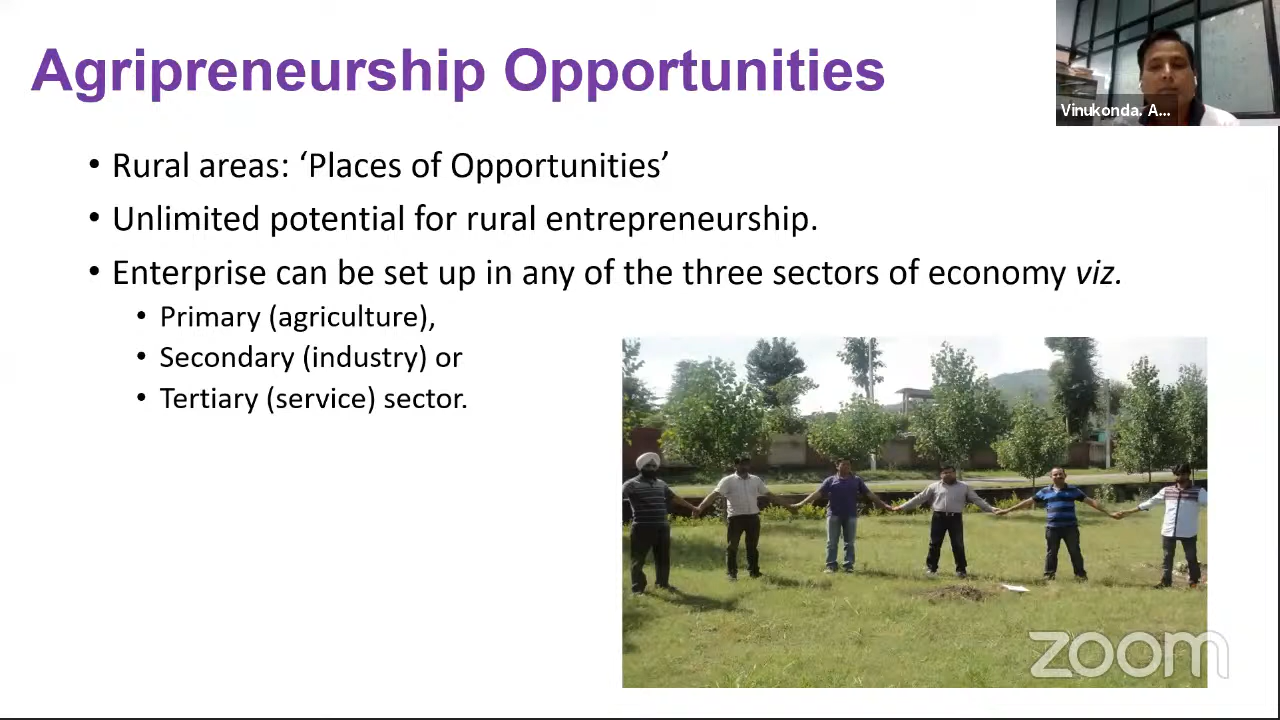 Agripreneurship Opportunities
Vinukonda. A...
• Rural areas: ‘Places of Opportunities’
• Unlimited potential for rural entrepreneurship.
• Enterprise can be set up in any of the three sectors of economy viz.
• Primary (agriculture),
• Secondary (industry) or
• Tertiary (service) sector.
zoom